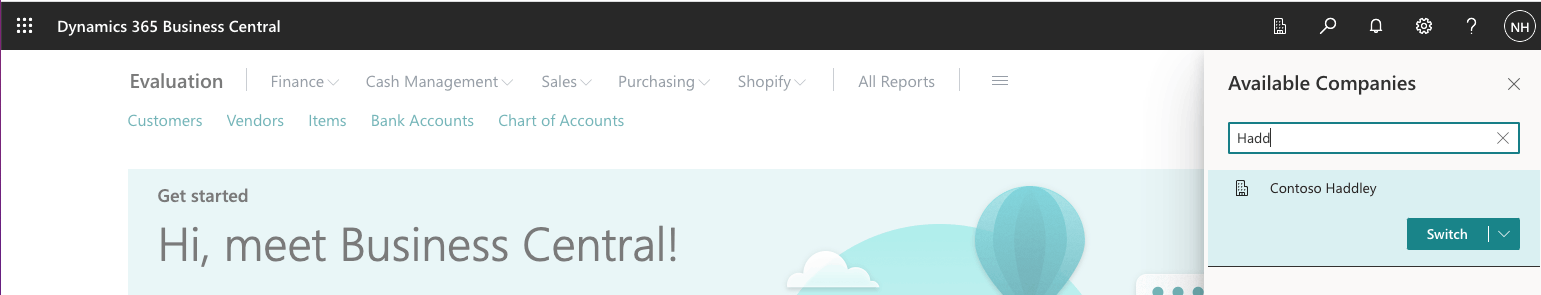 Dynamics 365 Business Central
NH
Evaluation Finance Cash Management Sales Purchasing Shopify All Reports
Customers Vendors Items Bank Accounts Chart of Accounts
Get started
Hi, meet Business Central!
Available Companies
Hadd
Contoso Haddley
Switch